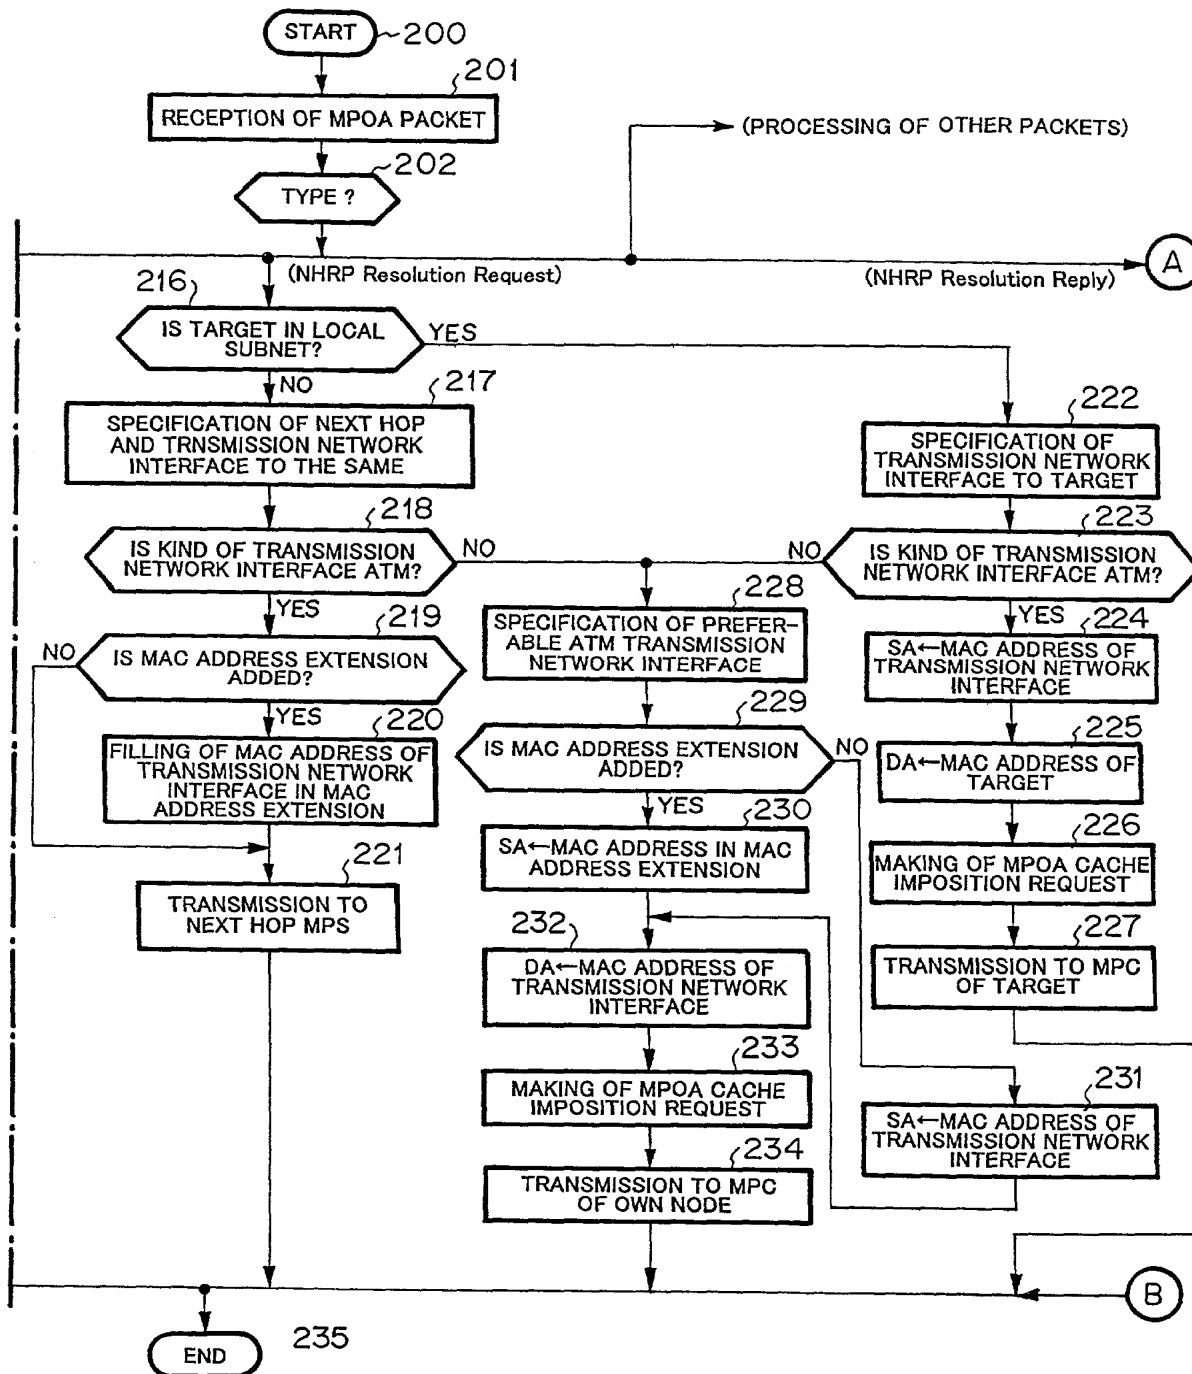 START
200
201
RECEPTION OF MPOA PACKET
(PROCESSING OF OTHER PACKETS)
202
TYPE ?
(NHRP Resolution Request)
(NHRP Resolution Reply)
A
216
IS TARGET IN LOCAL
SUBNET?
YES
NO
217
SPECIFICATION OF NEXT HOP
AND TRNSMISSION NETWORK
INTERFACE TO THE SAME
222
SPECIFICATION OF
TRANSMISSION NETWORK
INTERFACE TO TARGET
218
IS KIND OF TRANSMISSION
NETWORK INTERFACE ATM?
NO
NO
223
IS KIND OF TRANSMISSION
NETWORK INTERFACE ATM?
YES
228
SPECIFICATION OF PREFER-
ABLE ATM TRANSMISSION
NETWORK INTERFACE
YES
224
SA←MAC ADDRESS OF
TRANSMISSION NETWORK
INTERFACE
219
NO
IS MAC ADDRESS EXTENSION
ADDED?
YES
220
FILLING OF MAC ADDRESS OF
TRANSMISSION NETWORK
INTERFACE IN MAC
ADDRESS EXTENSION
229
IS MAC ADDRESS EXTENSION
ADDED?
NO
YES
225
DA←MAC ADDRESS OF
TARGET
230
SA←MAC ADDRESS IN MAC
ADDRESS EXTENSION
226
MAKING OF MPOA CACHE
IMPOSITION REQUEST
221
TRANSMISSION TO
NEXT HOP MPS
232
DA←MAC ADDRESS OF
TRANSMISSION NETWORK
INTERFACE
227
TRANSMISSION TO MPC
OF TARGET
233
MAKING OF MPOA CACHE
IMPOSITION REQUEST
231
SA←MAC ADDRESS OF
TRANSMISSION NETWORK
INTERFACE
234
TRANSMISSION TO MPC
OF OWN NODE
B
235
END